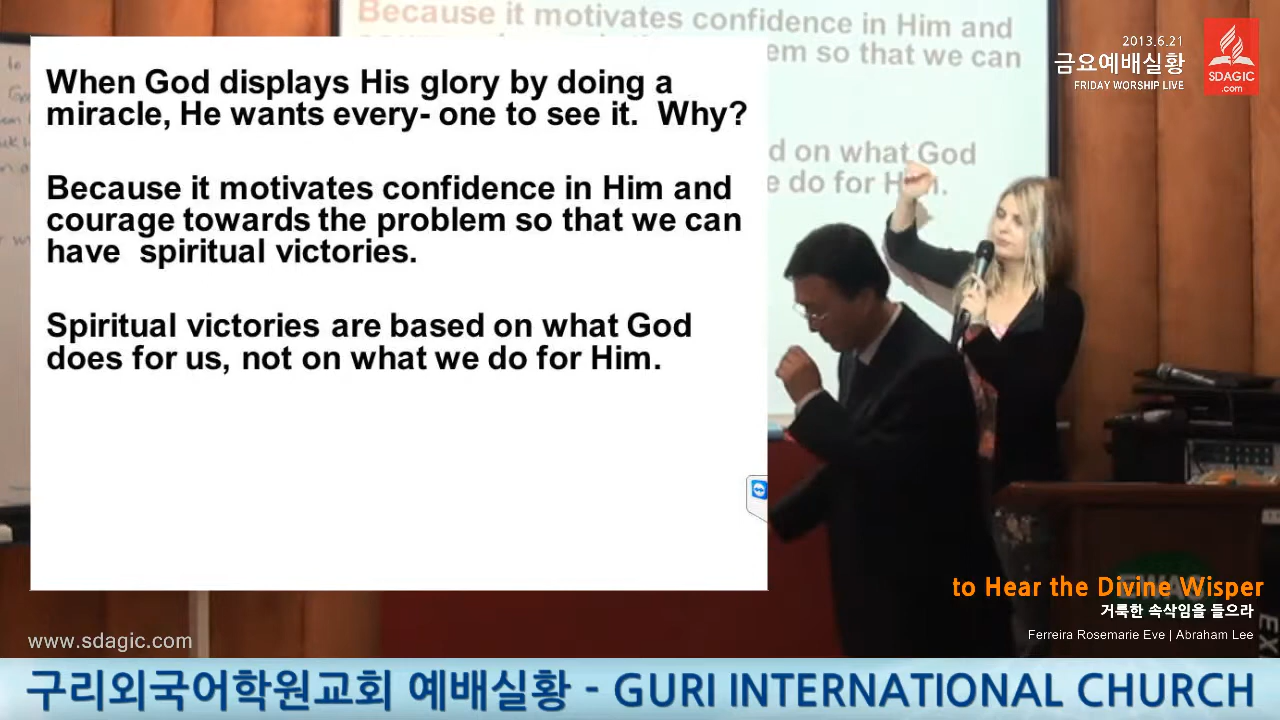 Because it motivates confidence in Him and
em so that we can
2013.6.21
금요예배실황
FRIDAY WORSHIP LIVE
SDAGIC
.com
When God displays His glory by doing a
miracle, He wants every- one to see it.  Why?
Because it motivates confidence in Him and
courage towards the problem so that we can
have  spiritual victories.
Spiritual victories are based on what God
does for us, not on what we do for Him.
d on what God
e do for Him.
to Hear the Divine Wisper
거룩한 속삭임을 들으라
Ferreira Rosemarie Eve | Abraham Lee
www.sdagic.com
구리외국어학원교회 예배실황 - GURI INTERNATIONAL CHURCH